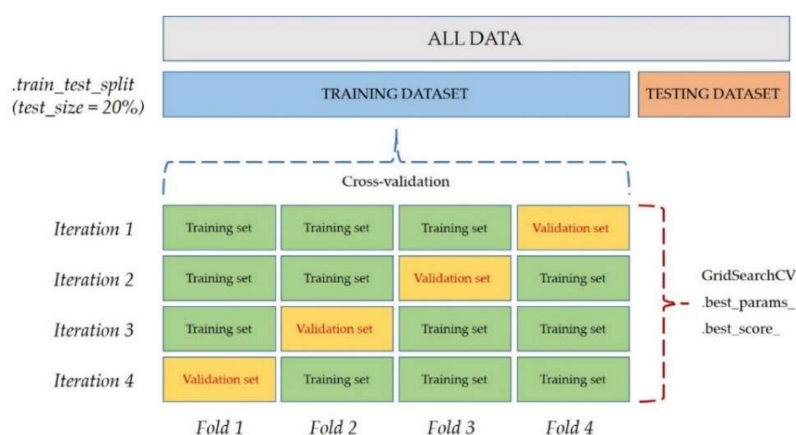 ALL DATA
.train_test_split
(test_size = 20%)
TRAINING DATASET
TESTING DATASET
Cross-validation
Iteration 1
Training set
Training set
Training set
Validation set
Iteration 2
Training set
Training set
Validation set
Training set
Iteration 3
Training set
Validation set
Training set
Training set
Iteration 4
Validation set
Training set
Training set
Training set
GridSearchCV
.best_params_
.best_score_
Fold 1
Fold 2
Fold 3
Fold 4